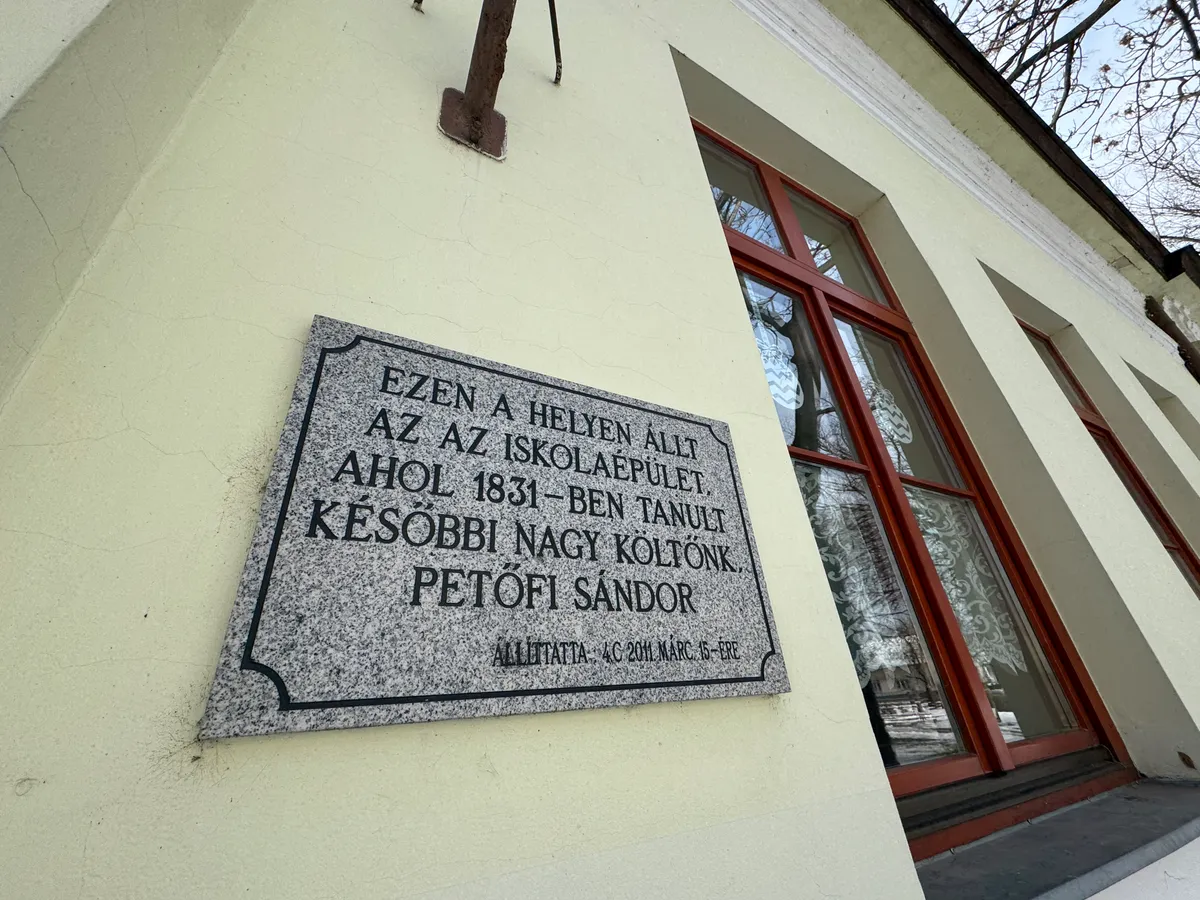 EZEN A HELYEN ÁLLT
AZ AZ ISKOLAÉPÜLET,
AHOL 1831-BEN TANULT
KÉSŐBBI NAGY KÖLTŐNK,
PETŐFI SÁNDOR
ÁLLÍTTATTA: 4.C 2011. MÁRC. 15-ÉRE